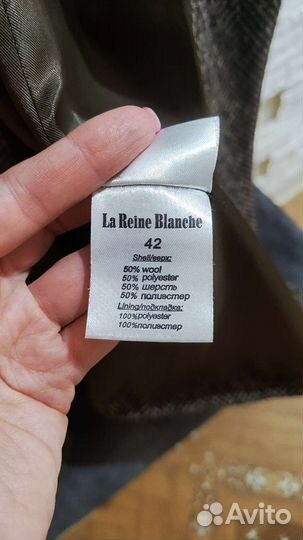 La Reine Blanche
42
Shell/верх:
50% wool
50% polyester
50% шерсть
50% полиэстер
Lining/подкладка:
100%polyester
100%полиэстер
Avito